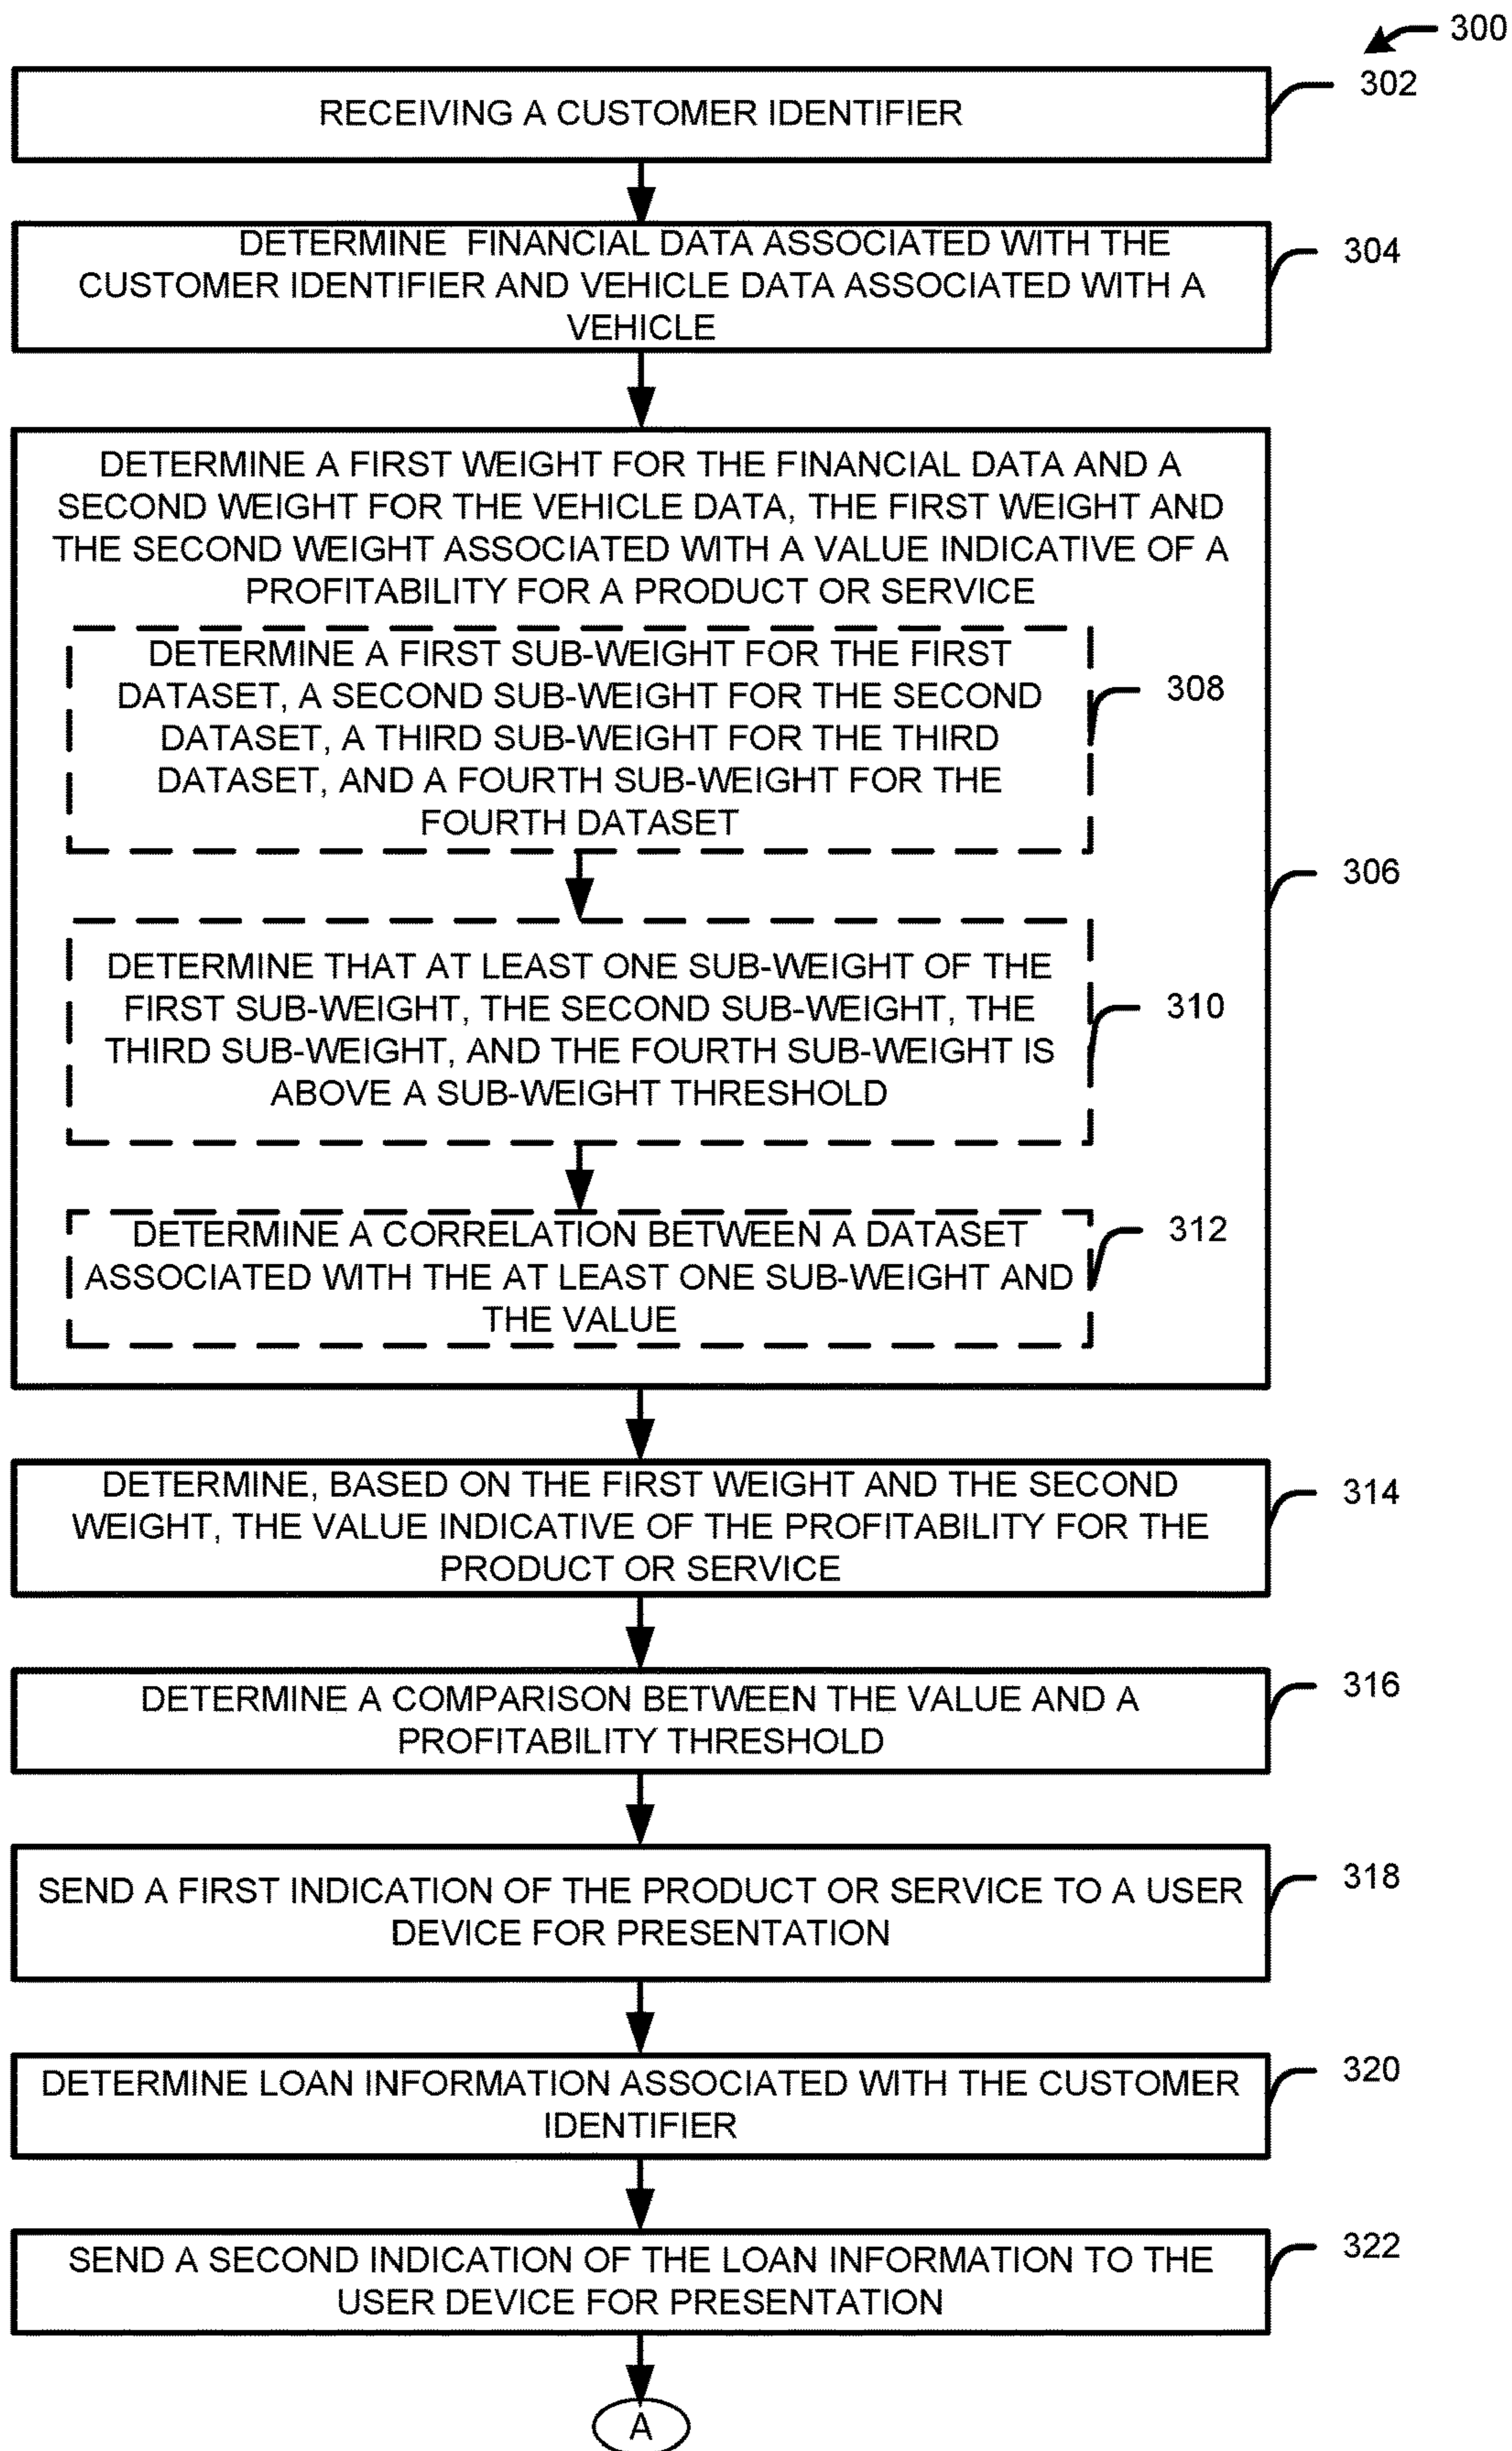 300
RECEIVING A CUSTOMER IDENTIFIER
302
DETERMINE FINANCIAL DATA ASSOCIATED WITH THE
CUSTOMER IDENTIFIER AND VEHICLE DATA ASSOCIATED WITH A
VEHICLE
304
DETERMINE A FIRST WEIGHT FOR THE FINANCIAL DATA AND A
SECOND WEIGHT FOR THE VEHICLE DATA, THE FIRST WEIGHT AND
THE SECOND WEIGHT ASSOCIATED WITH A VALUE INDICATIVE OF A
PROFITABILITY FOR A PRODUCT OR SERVICE
306
DETERMINE A FIRST SUB-WEIGHT FOR THE FIRST
DATASET, A SECOND SUB-WEIGHT FOR THE SECOND
DATASET, A THIRD SUB-WEIGHT FOR THE THIRD
DATASET, AND A FOURTH SUB-WEIGHT FOR THE
FOURTH DATASET
308
DETERMINE THAT AT LEAST ONE SUB-WEIGHT OF THE
FIRST SUB-WEIGHT, THE SECOND SUB-WEIGHT, THE
THIRD SUB-WEIGHT, AND THE FOURTH SUB-WEIGHT IS
ABOVE A SUB-WEIGHT THRESHOLD
310
DETERMINE A CORRELATION BETWEEN A DATASET
ASSOCIATED WITH THE AT LEAST ONE SUB-WEIGHT AND
THE VALUE
312
DETERMINE, BASED ON THE FIRST WEIGHT AND THE SECOND
WEIGHT, THE VALUE INDICATIVE OF THE PROFITABILITY FOR THE
PRODUCT OR SERVICE
314
DETERMINE A COMPARISON BETWEEN THE VALUE AND A
PROFITABILITY THRESHOLD
316
SEND A FIRST INDICATION OF THE PRODUCT OR SERVICE TO A USER
DEVICE FOR PRESENTATION
318
DETERMINE LOAN INFORMATION ASSOCIATED WITH THE CUSTOMER
IDENTIFIER
320
SEND A SECOND INDICATION OF THE LOAN INFORMATION TO THE
USER DEVICE FOR PRESENTATION
322
A